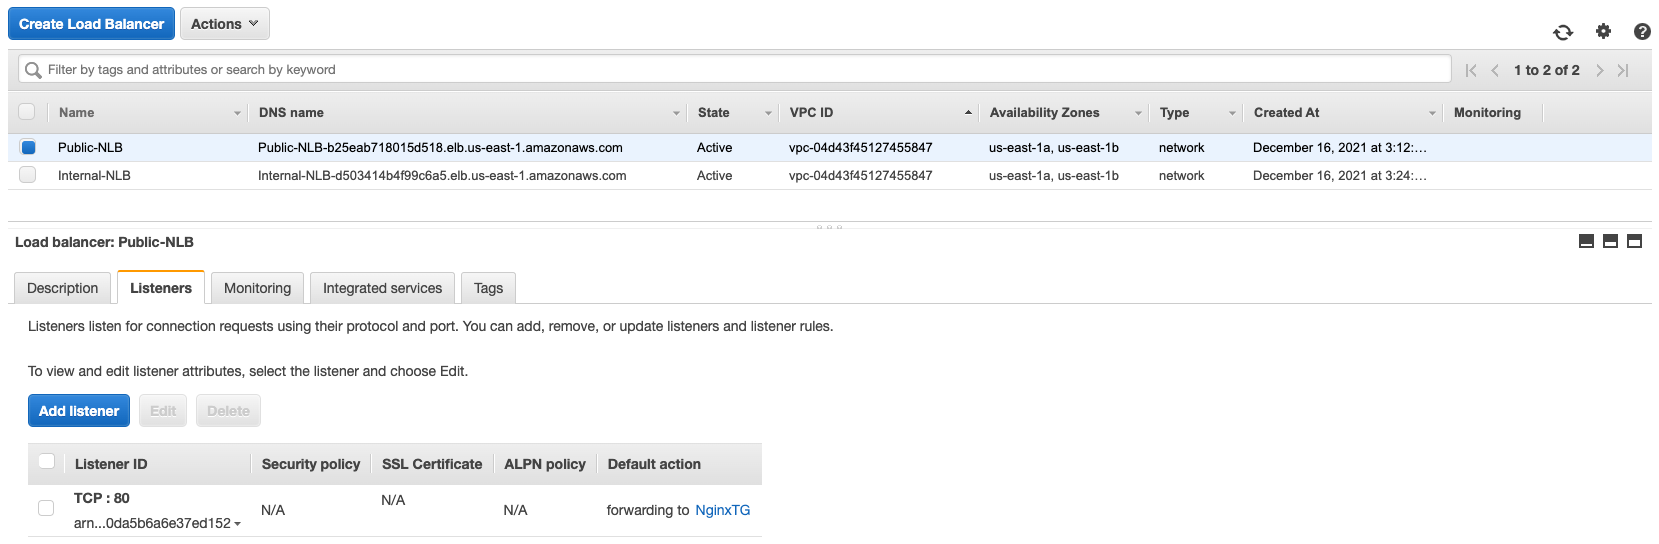 Create Load Balancer Actions
Filter by tags and attributes or search by keyword 1 to 2 of 2
Name DNS name State VPC ID Availability Zones Type Created At Monitoring
Public-NLB Public-NLB-b25eab718015d518.elb.us-east-1.amazonaws.com Active vpc-04d43f45127455847 us-east-1a, us-east-1b network December 16, 2021 at 3:12:...
Internal-NLB Internal-NLB-d503414b4f99c6a5.elb.us-east-1.amazonaws.com Active vpc-04d43f45127455847 us-east-1a, us-east-1b network December 16, 2021 at 3:24:...
Load balancer: Public-NLB
Description Listeners Monitoring Integrated services Tags
Listeners listen for connection requests using their protocol and port. You can add, remove, or update listeners and listener rules.
To view and edit listener attributes, select the listener and choose Edit.
Add listener Edit Delete
Listener ID Security policy SSL Certificate ALPN policy Default action
TCP : 80
arn...0da5b6a6e37ed152 N/A N/A N/A forwarding to NginxTG